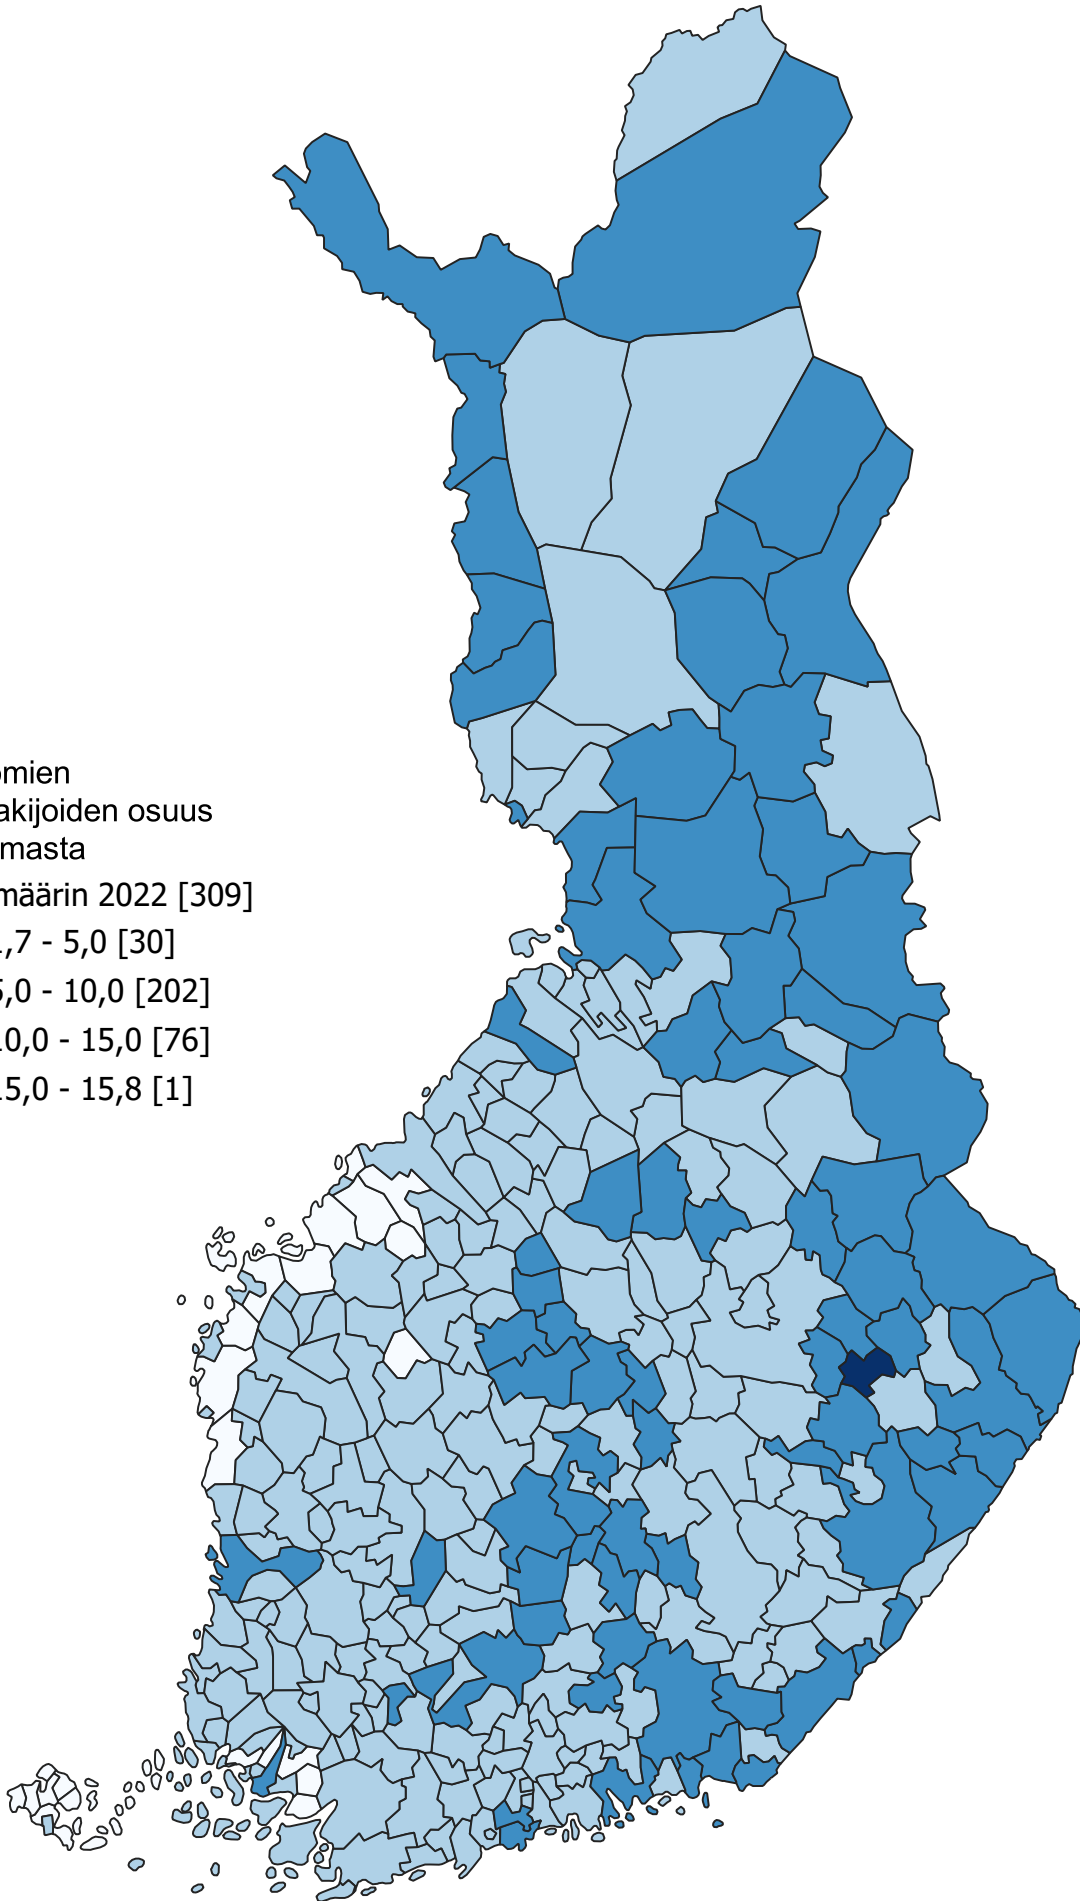 omien
akijoiden osuus
masta
määrin 2022 [309]
1,7 - 5,0 [30]
5,0 - 10,0 [202]
10,0 - 15,0 [76]
15,0 - 15,8 [1]